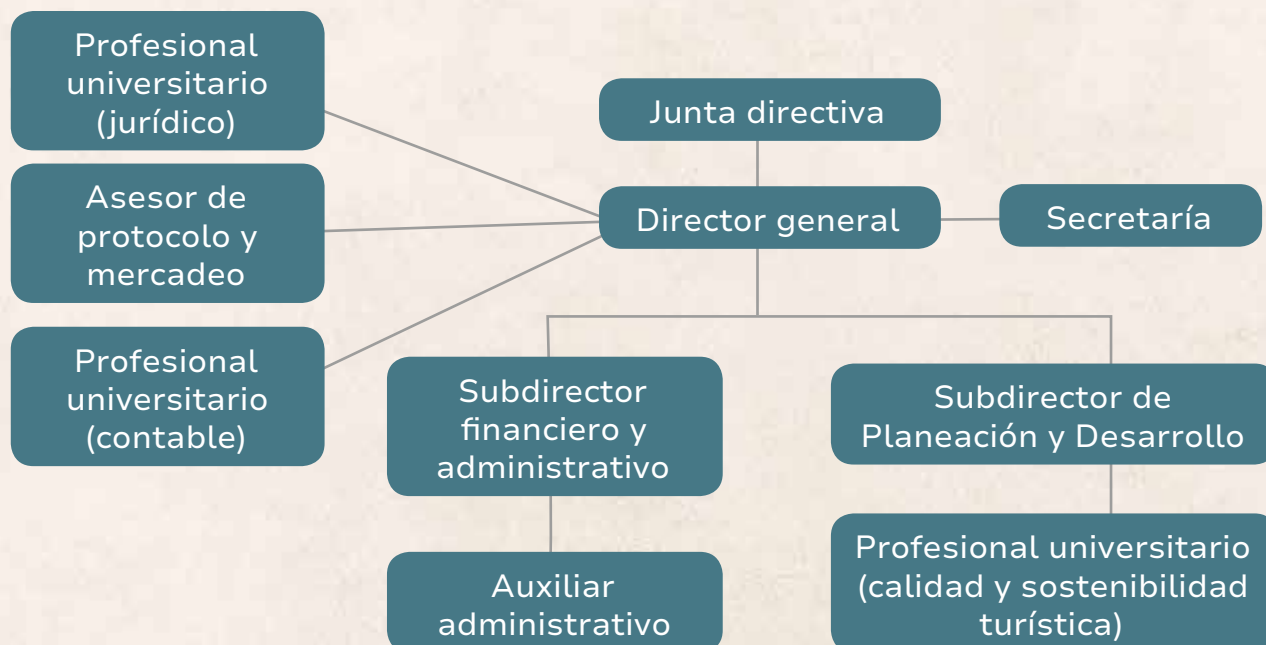 Profesional
universitario
(jurídico)
Asesor de
protocolo y
mercadeo
Profesional
universitario
(contable)
Junta directiva
Director general
Secretaría
Subdirector
financiero y
administrativo
Auxiliar
administrativo
Subdirector de
Planeación y Desarrollo
Profesional universitario
(calidad y sostenibilidad
turística)